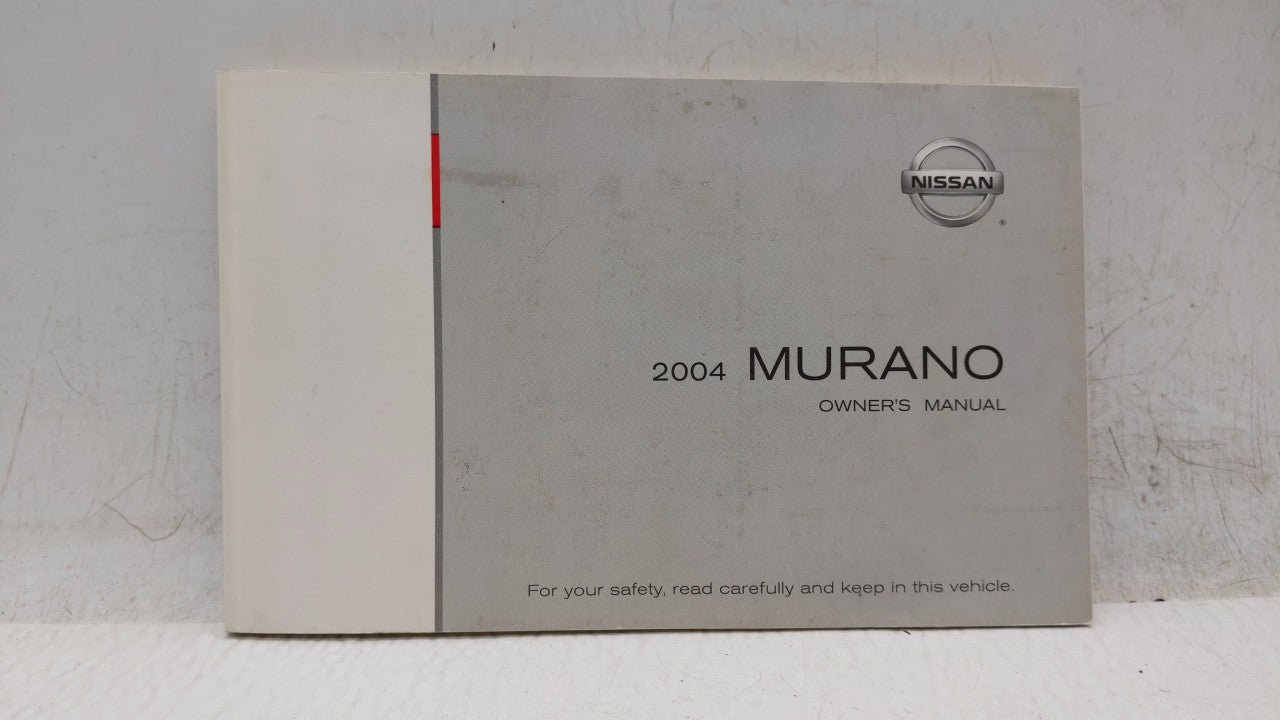 NISSAN
®
2004 MURANO
OWNER'S MANUAL
For your safety, read carefully and keep in this vehicle.